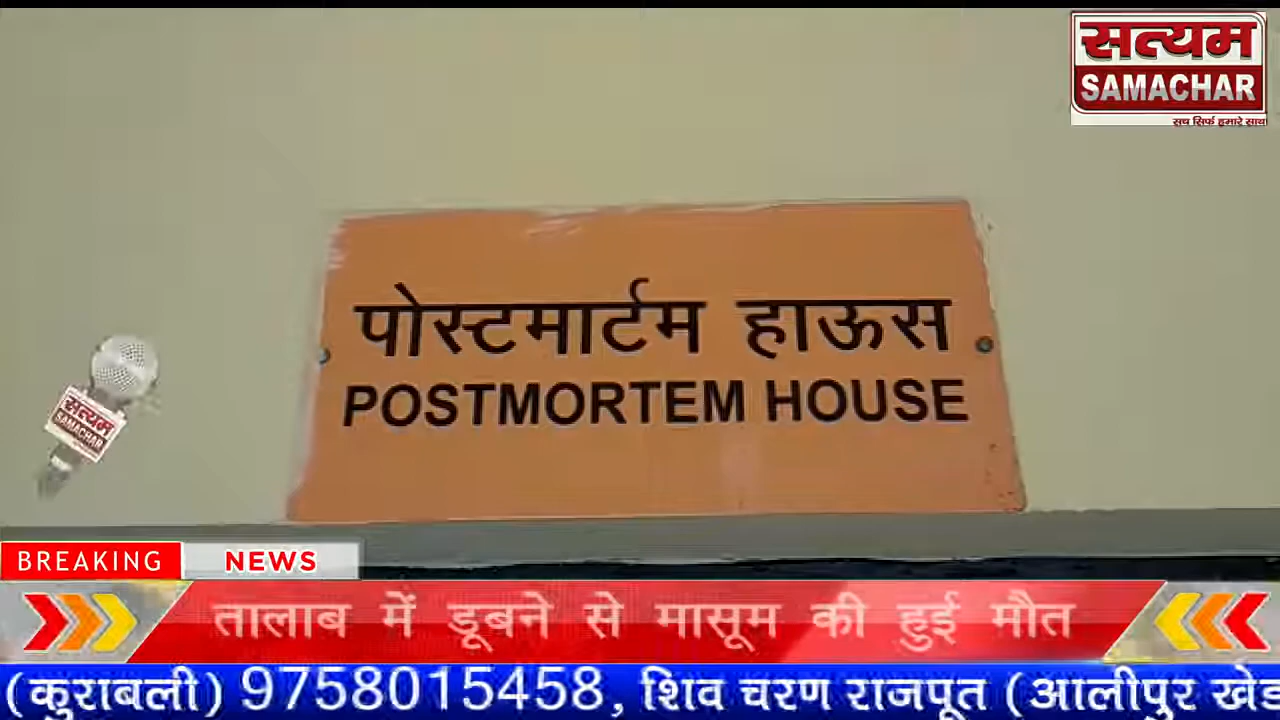 सत्यम
SAMACHAR
सच सिर्फ हमारे साथ
पोस्टमार्टम हाऊस
POSTMORTEM HOUSE
सत्यम
SAMACHAR
BREAKING NEWS
तालाब में डूबने से मासूम की हुई मौत
(कुराबली) 9758015458, शिव चरण राजपूत (आलीपुर खेड